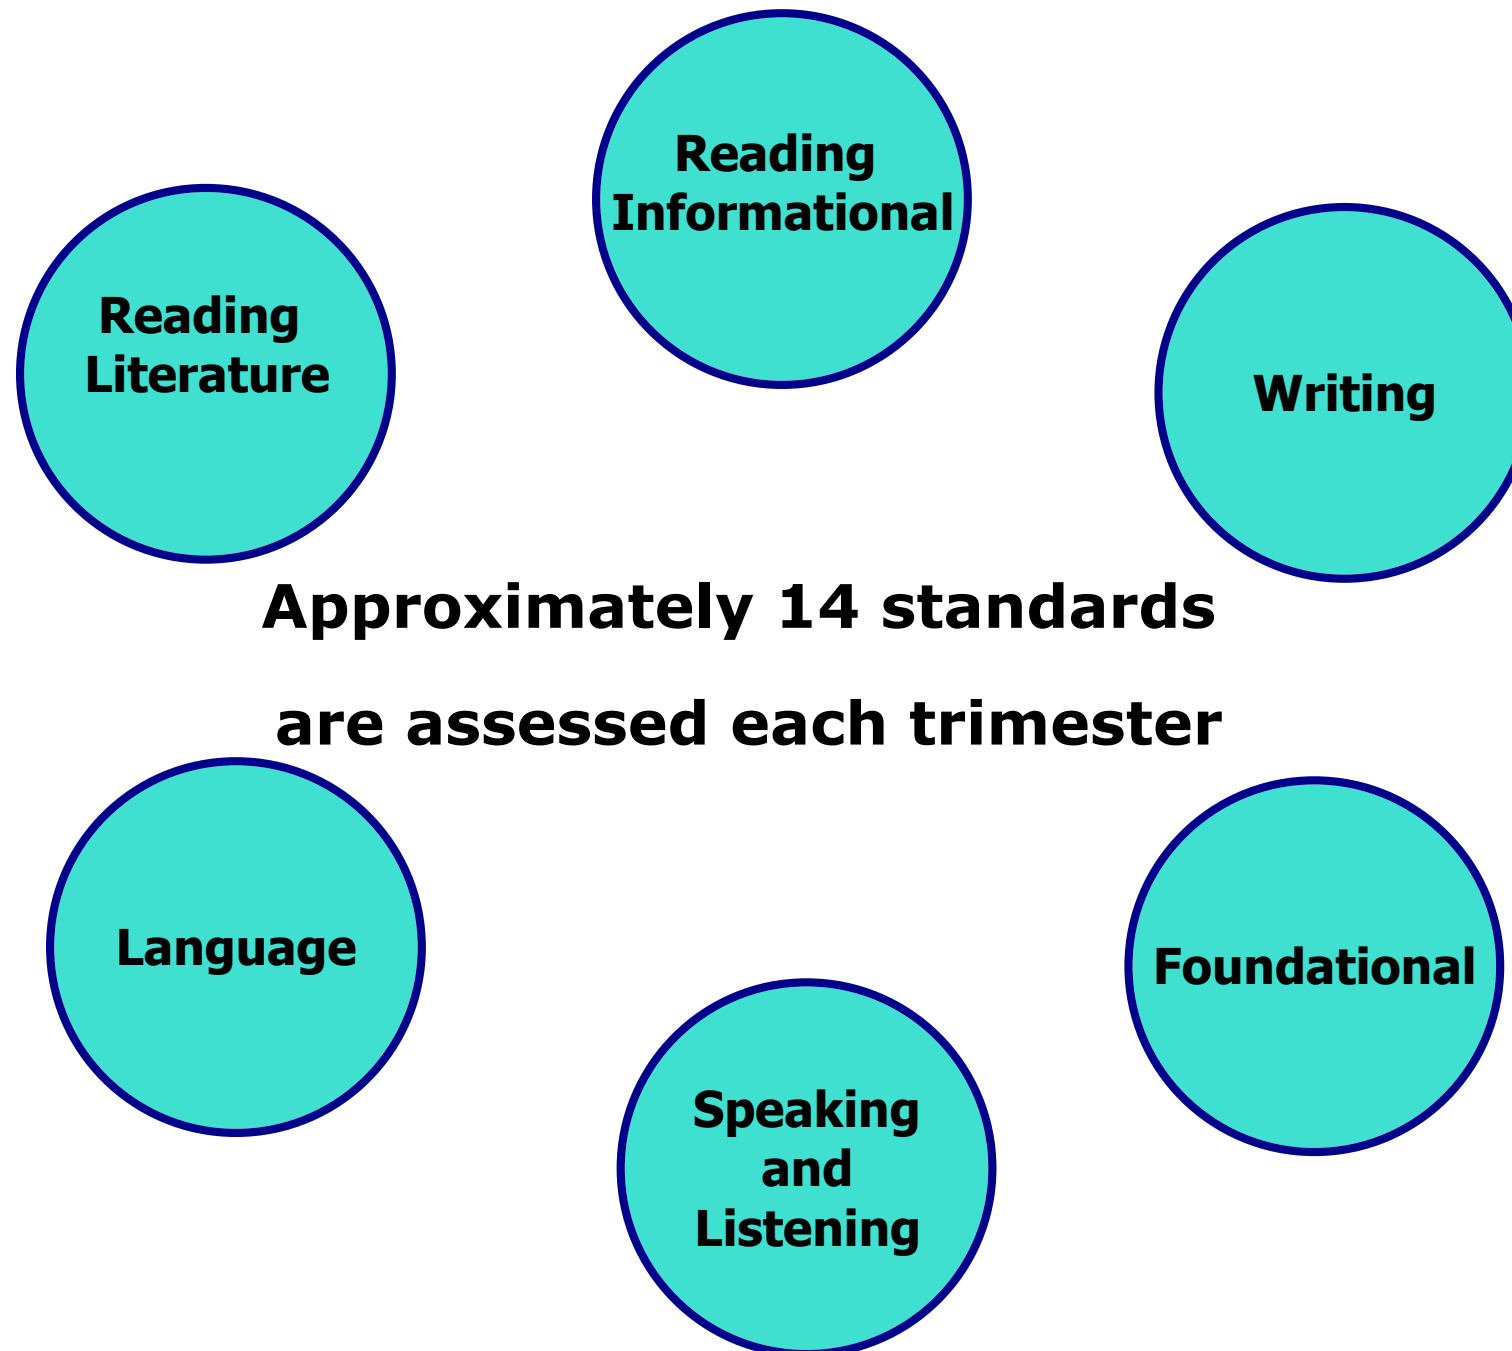 Reading
Informational
Reading
Literature
Writing
Approximately 14 standards
are assessed each trimester
Language
Foundational
Speaking
and
Listening